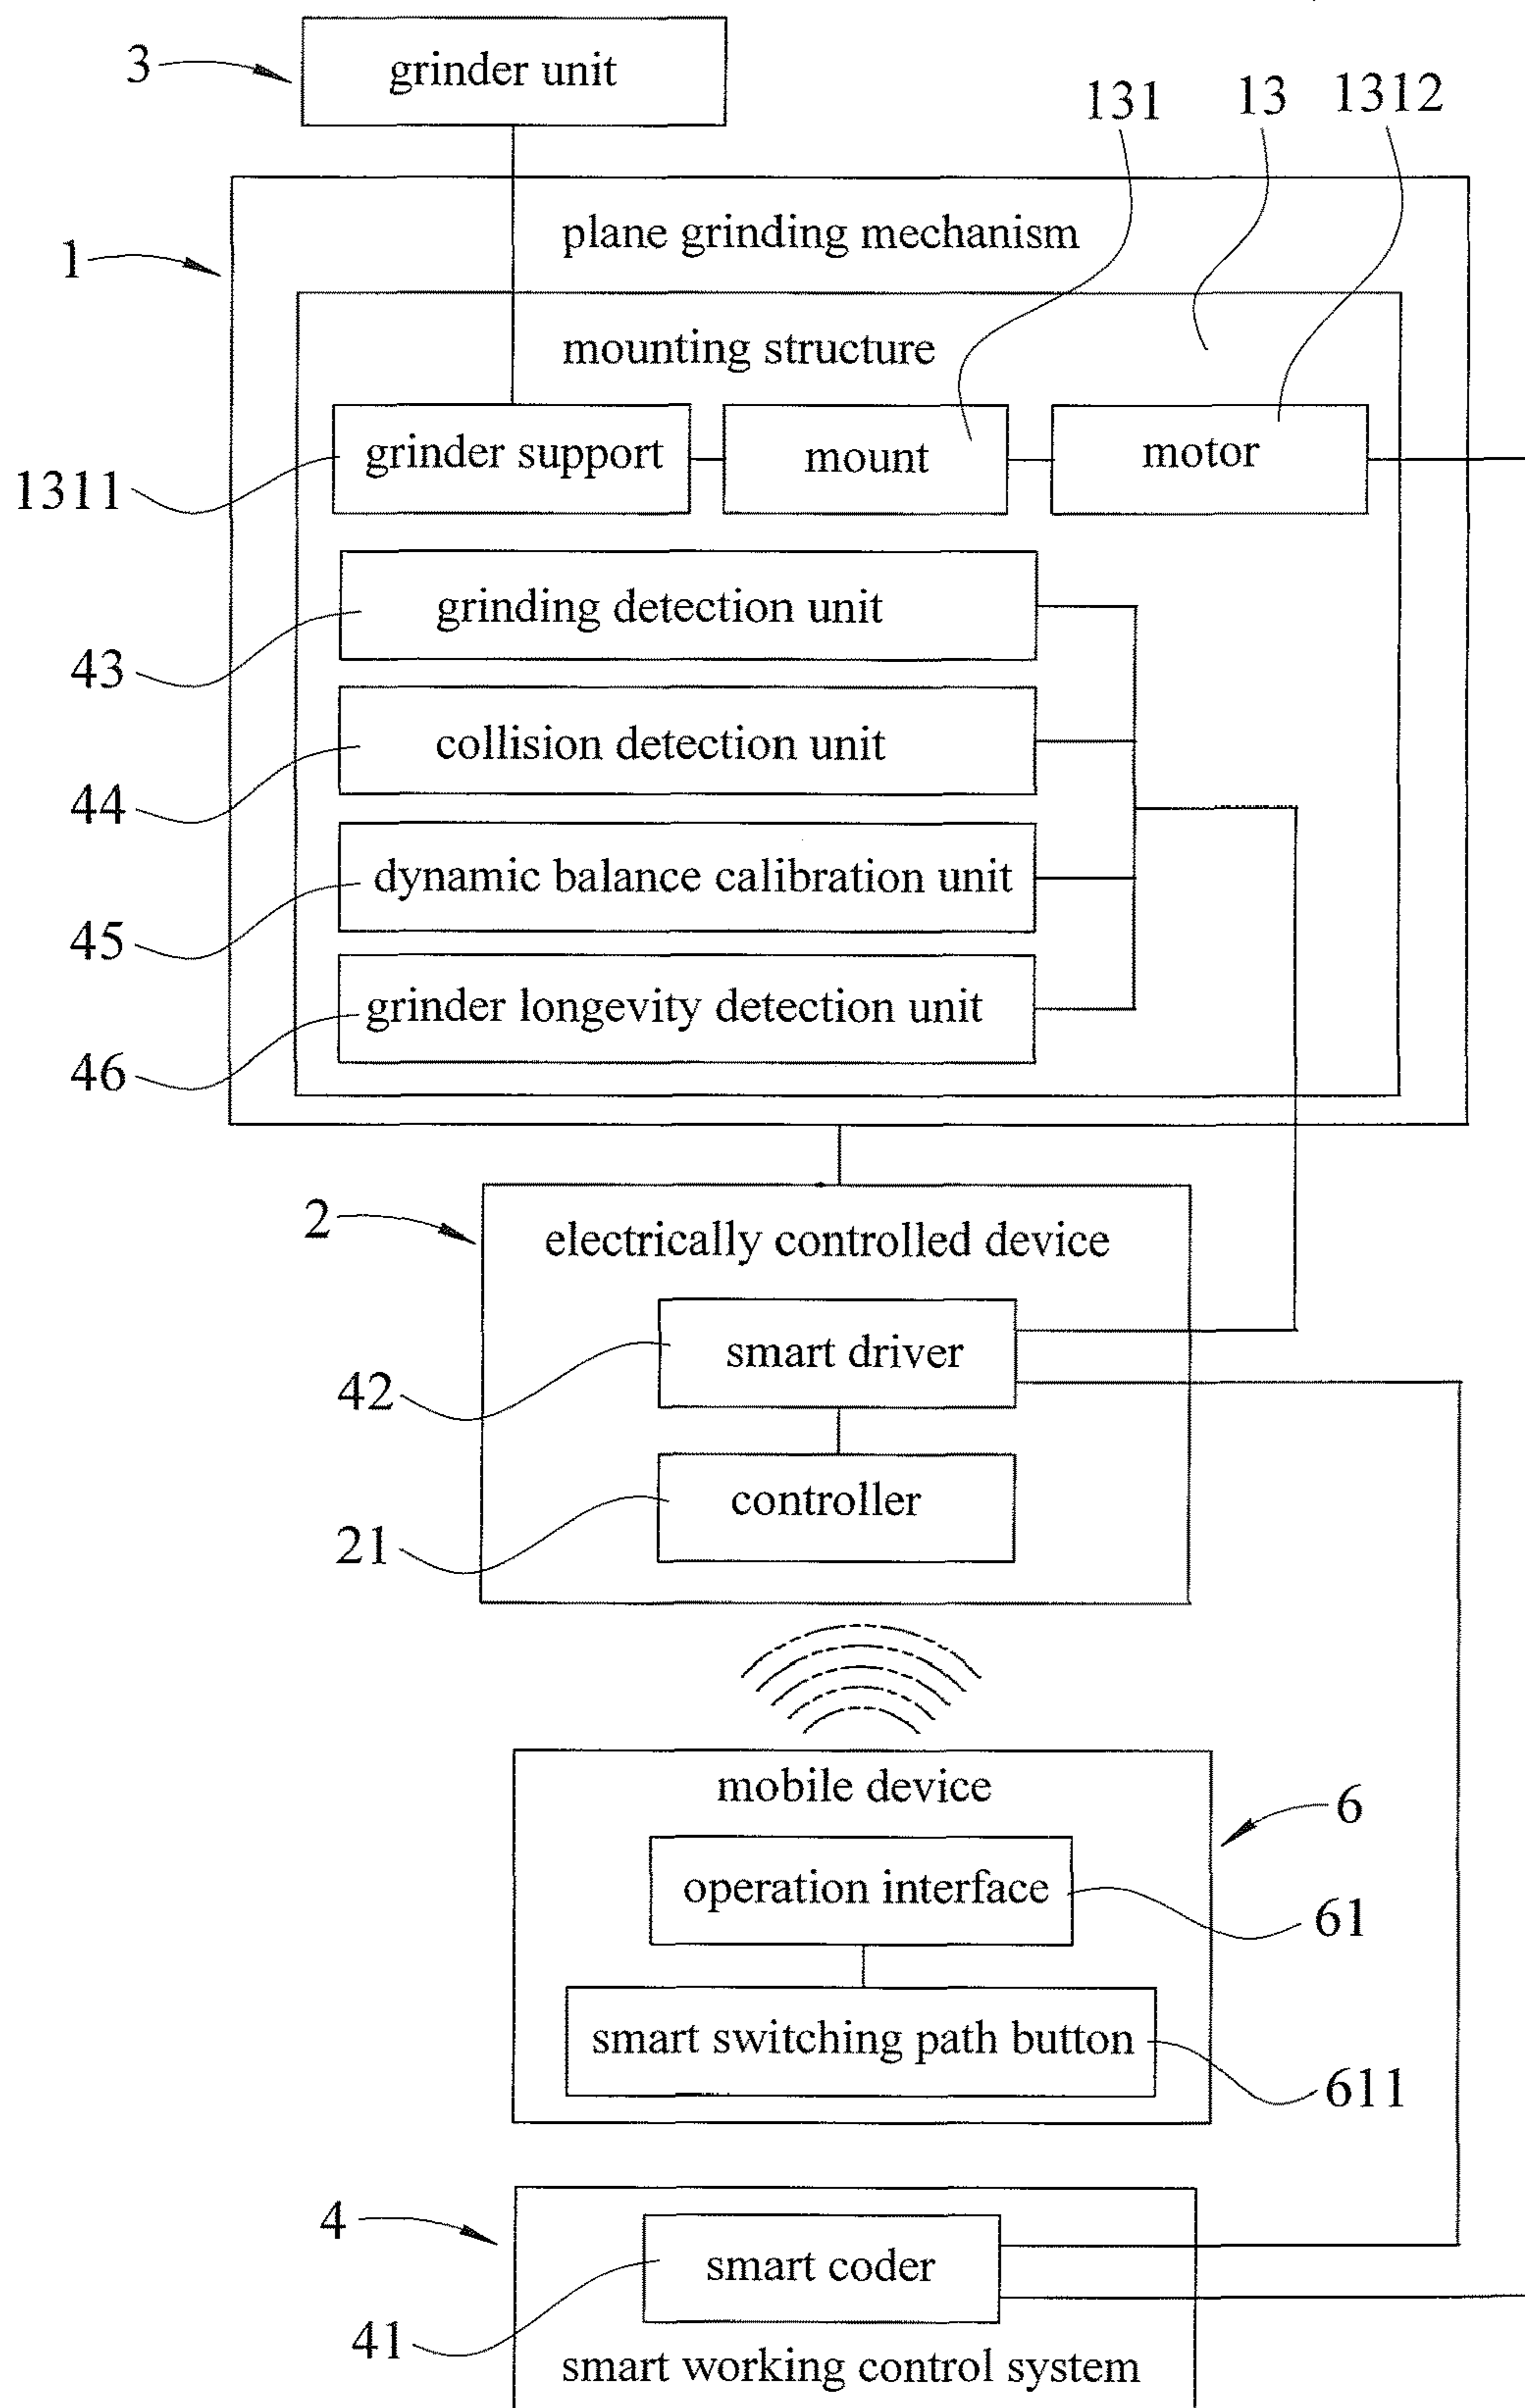 3
grinder unit
131
13
1312
1
plane grinding mechanism
mounting structure
grinder support
mount
motor
1311
grinding detection unit
43
collision detection unit
44
dynamic balance calibration unit
45
grinder longevity detection unit
46
2
electrically controlled device
smart driver
42
controller
21
mobile device
6
operation interface
61
smart switching path button
611
4
smart coder
41
smart working control system